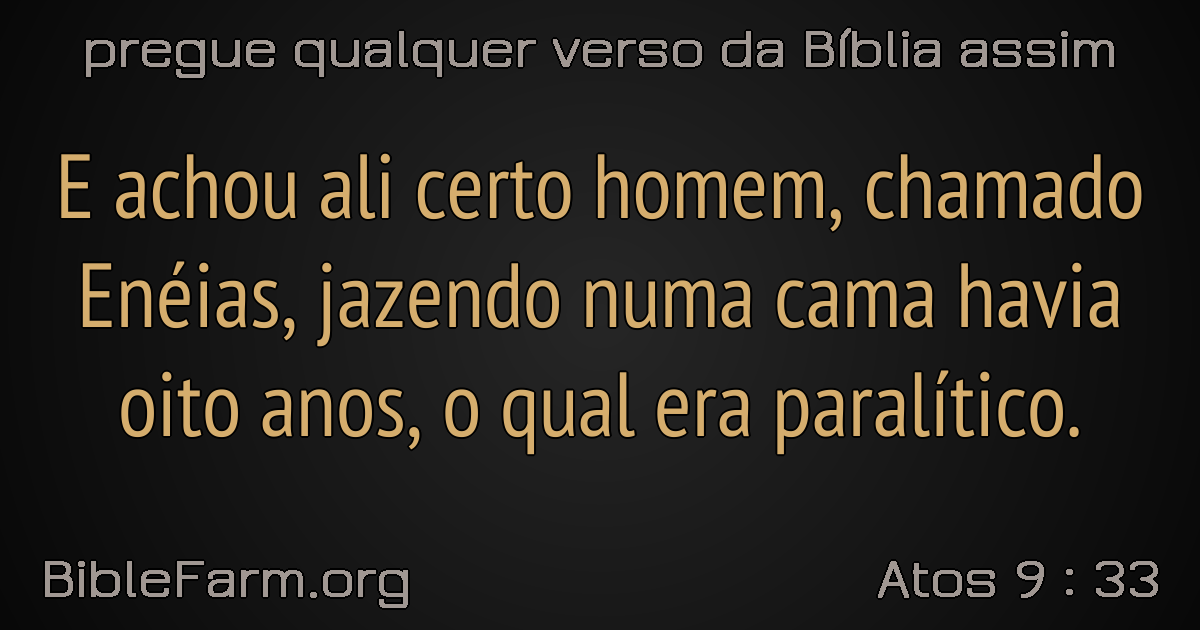 pregue qualquer verso da Bíblia assim
E achou ali certo homem, chamado
Enéias, jazendo numa cama havia
oito anos, o qual era paralítico.
BibleFarm.org
Atos 9 : 33